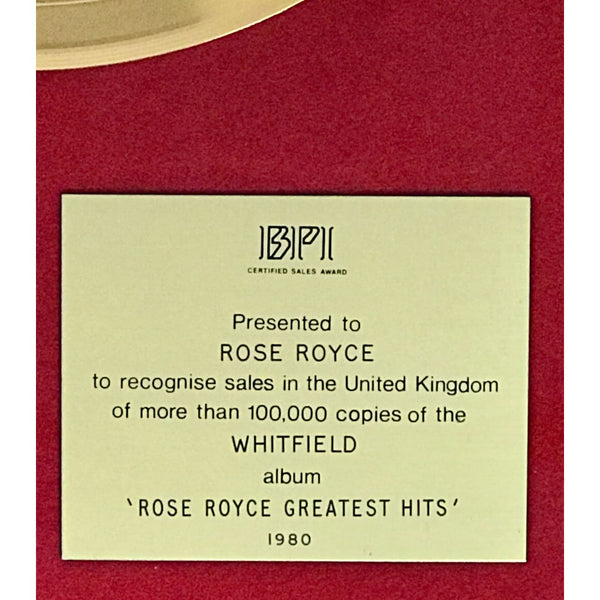 BPI
CERTIFIED SALES AWARD
Presented to
ROSE ROYCE
to recognise sales in the United Kingdom
of more than 100,000 copies of the
WHITFIELD
album
'ROSE ROYCE GREATEST HITS'
1980